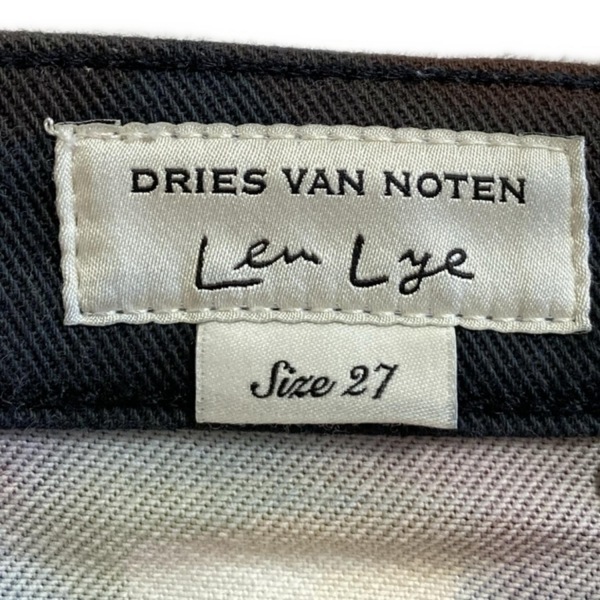 DRIES VAN NOTEN
Len Lye
Size 27